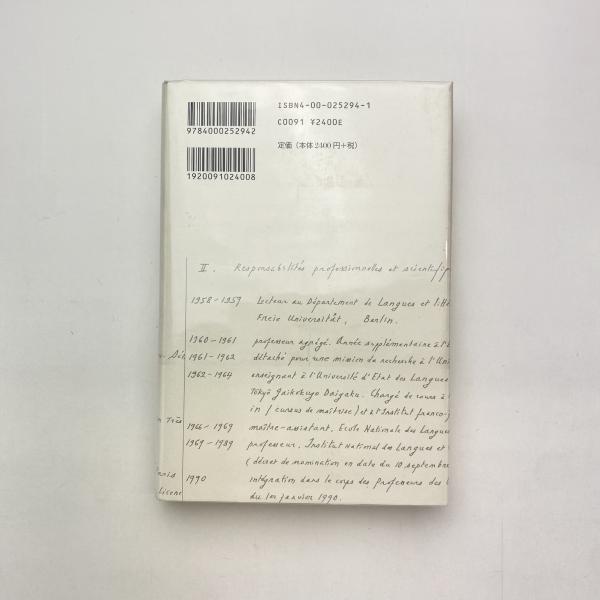 ISBN4-00-025294-1
C0091 ¥2400E
定価(本体2400円+税)
9784000252942
1920091024008
II. Responsabilités professionnelles et scientifiq
1958-1959 Lecteur au Département de Langues et litté
Freie Universität, Berlin.
1960-1961 professeur agrégé. Année supplémentaire à l'
1961-1962 détaché pour une mission de recherche à l'Uni
1962-1964 enseignant à l'Université d'Etat des Langues
Tôkyô Gaikokugo Daigaku. Chargé de cours à
in (cursus de maîtrise) et à l'Institut franco-j
1966-1969 maître-assistant. Ecole Nationale des Langues
1969-1989 professeur. Institut National des Langues et
(décret de nomination en date du 10 septembre
1990 intégration dans le corps des Professeurs des
du 1er janvier 1990.
Très
Licence